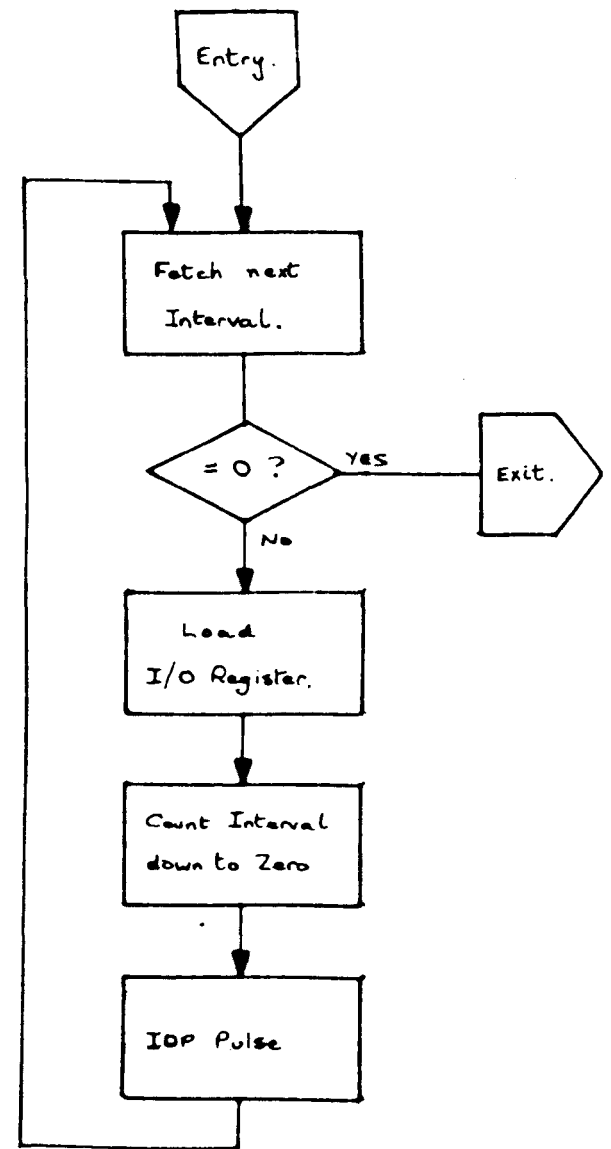 Entry.
Fetch next
Interval.
= 0 ?
YES
Exit.
No
Load
I/O Register.
Count Interval
down to Zero
IOP Pulse